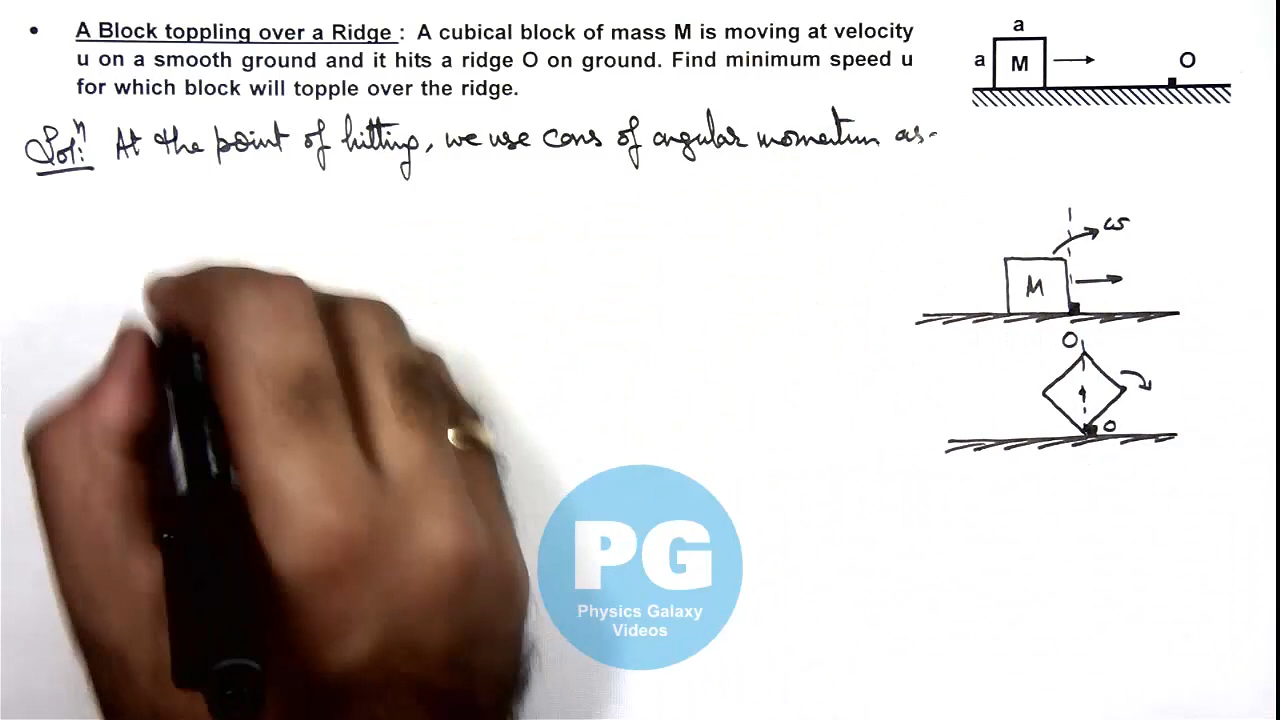 • A Block toppling over a Ridge : A cubical block of mass M is moving at velocity
u on a smooth ground and it hits a ridge O on ground. Find minimum speed u
for which block will topple over the ridge.
a
a
M
O
Solⁿ: At the point of hitting, we use cons of angular momentum as-
ω
M
O
O
PG
Physics Galaxy
Videos